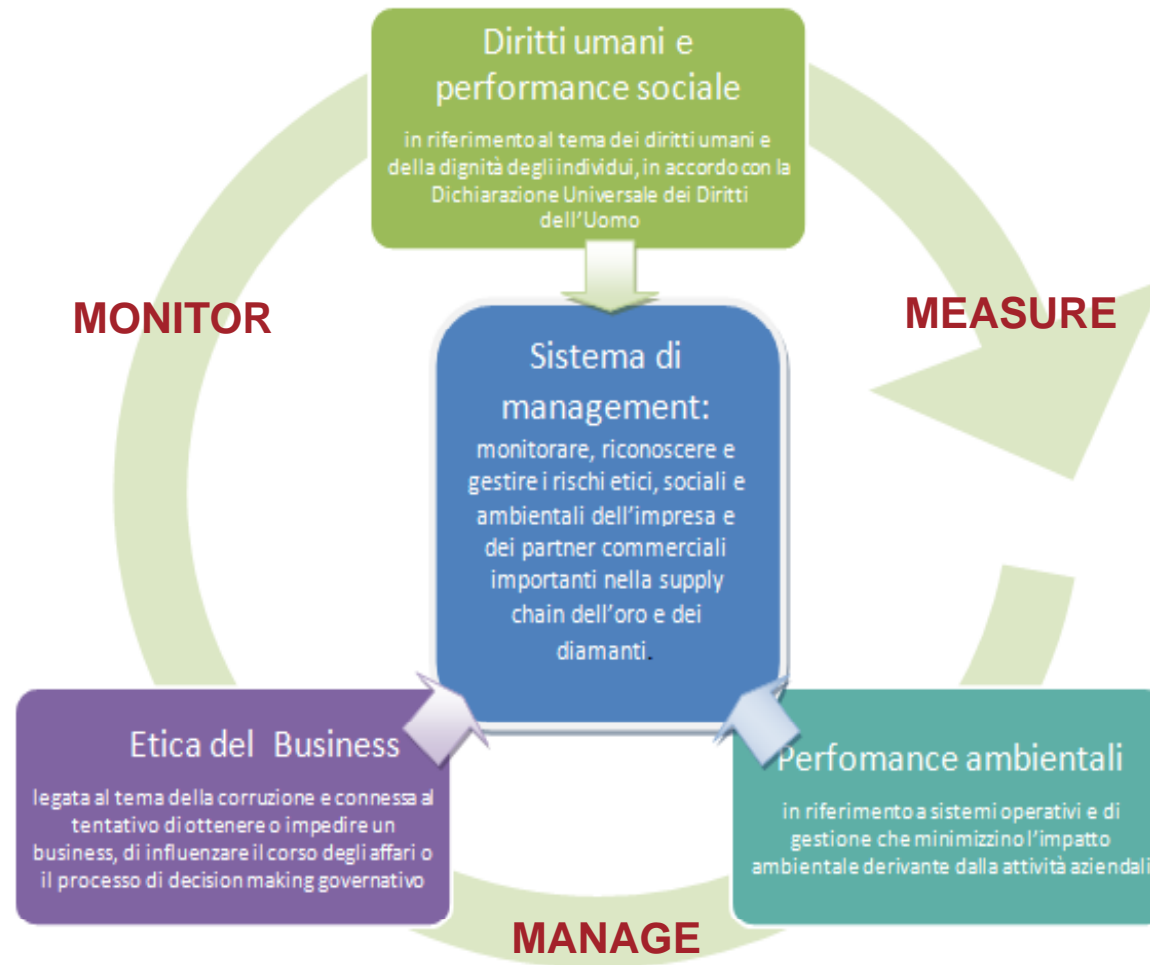 Diritti umani e
performance sociale
in riferimento al tema dei diritti umani e
della dignità degli individui, in accordo con la
Dichiarazione Universale dei Diritti
dell'Uomo
MONITOR
MEASURE
Sistema di
management:
monitorare, riconoscere e
gestire i rischi etici, sociali e
ambientali dell'impresa e
dei partner commerciali
importanti nella supply
chain dell'oro e dei
diamanti.
Etica del Business
legata al tema della corruzione e connessa al
tentativo di ottenere o impedire un
business, di influenzare il corso degli affari o
il processo di decision making governativo
Perfomance ambientali
in riferimento a sistemi operativi e di
gestione che minimizzino l'impatto
ambientale derivante dalla attività aziendali
MANAGE